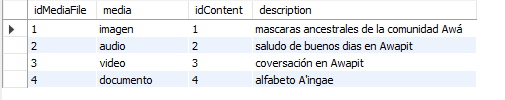 idMediaFile media idContent description
1 imagen 1 mascaras ancestrales de la comunidad Awá
2 audio 2 saludo de buenos dias en Awapit
3 video 3 coversación en Awapit
4 documento 4 alfabeto A'ingae